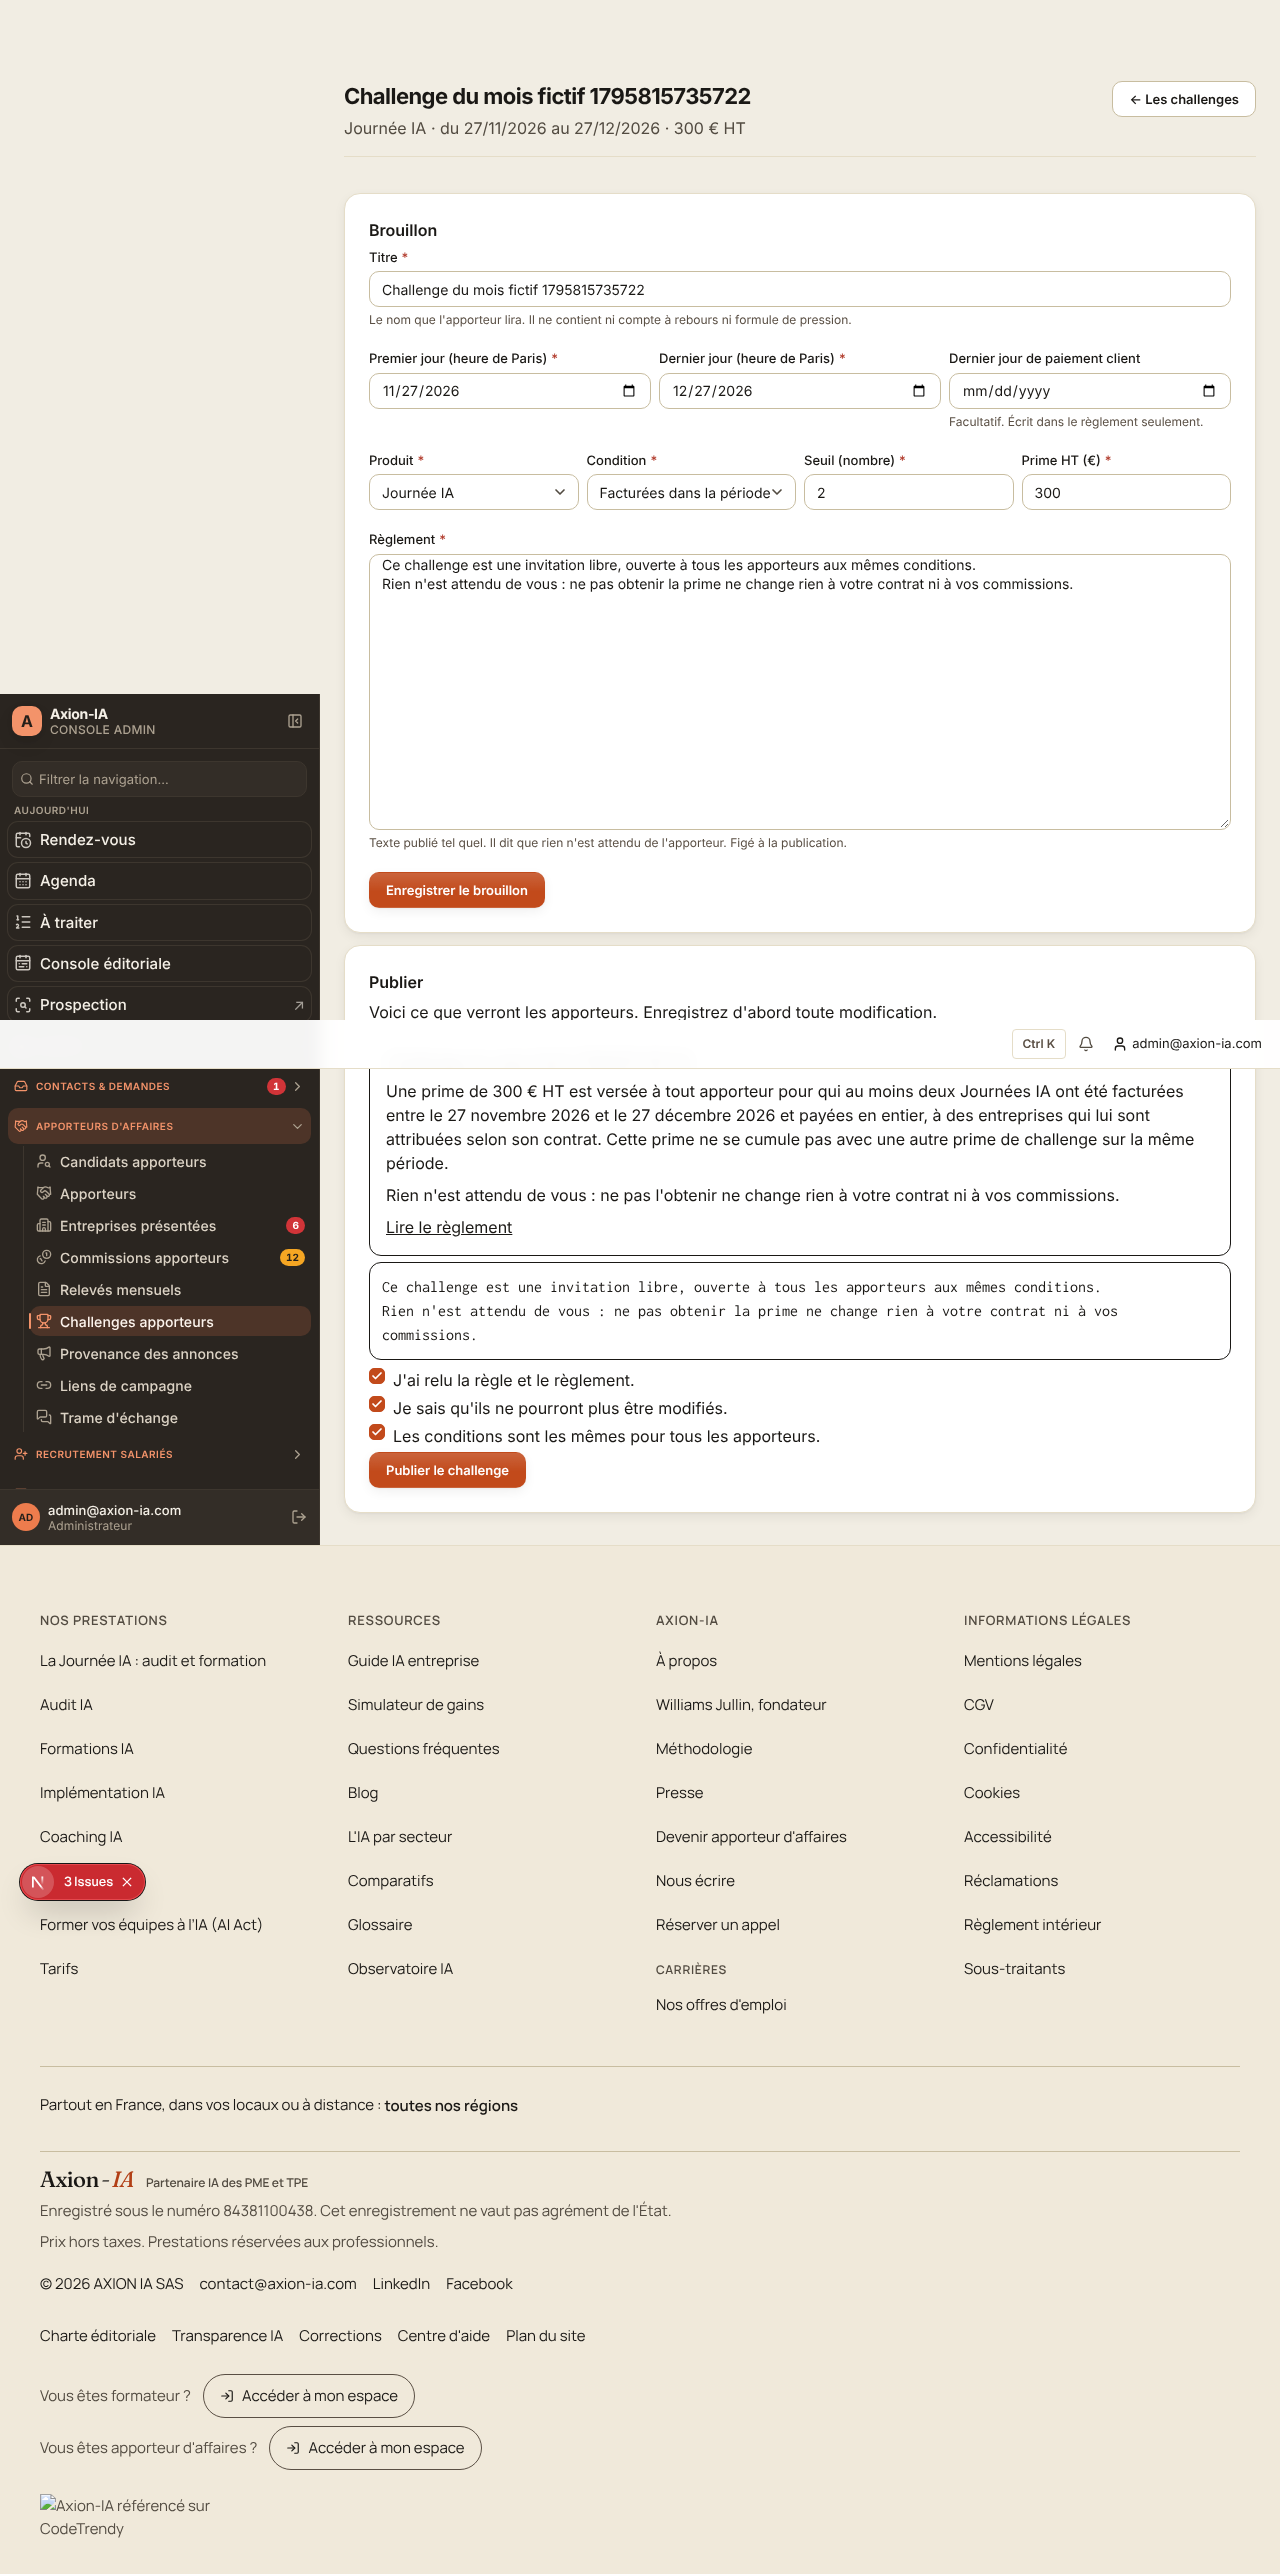 Challenge du mois fictif 1795815735722
← Les challenges
Journée IA · du 27/11/2026 au 27/12/2026 · 300 € HT
Brouillon
Titre *
Challenge du mois fictif 1795815735722
Le nom que l'apporteur lira. Il ne contient ni compte à rebours ni formule de pression.
Premier jour (heure de Paris) *
Dernier jour (heure de Paris) *
Dernier jour de paiement client
11/27/2026
12/27/2026
mm/dd/yyyy
Facultatif. Écrit dans le règlement seulement.
Produit *
Condition *
Seuil (nombre) *
Prime HT (€) *
Journée IA
Facturées dans la période
2
300
Règlement *
Ce challenge est une invitation libre, ouverte à tous les apporteurs aux mêmes conditions.
Rien n'est attendu de vous : ne pas obtenir la prime ne change rien à votre contrat ni à vos commissions.
Texte publié tel quel. Il dit que rien n'est attendu de l'apporteur. Figé à la publication.
Enregistrer le brouillon
Publier
Voici ce que verront les apporteurs. Enregistrez d'abord toute modification.
Ctrl K
admin@axion-ia.com
Une prime de 300 € HT est versée à tout apporteur pour qui au moins deux Journées IA ont été facturées
entre le 27 novembre 2026 et le 27 décembre 2026 et payées en entier, à des entreprises qui lui sont
attribuées selon son contrat. Cette prime ne se cumule pas avec une autre prime de challenge sur la même
période.
Rien n'est attendu de vous : ne pas l'obtenir ne change rien à votre contrat ni à vos commissions.
Lire le règlement
Ce challenge est une invitation libre, ouverte à tous les apporteurs aux mêmes conditions.
Rien n'est attendu de vous : ne pas obtenir la prime ne change rien à votre contrat ni à vos
commissions.
J'ai relu la règle et le règlement.
Je sais qu'ils ne pourront plus être modifiés.
Les conditions sont les mêmes pour tous les apporteurs.
Publier le challenge
A
Axion-IA
CONSOLE ADMIN
Filtrer la navigation...
AUJOURD'HUI
Rendez-vous
Agenda
À traiter
Console éditoriale
Prospection
CONTACTS & DEMANDES
1
APPORTEURS D'AFFAIRES
Candidats apporteurs
Apporteurs
Entreprises présentées
6
Commissions apporteurs
12
Relevés mensuels
Challenges apporteurs
Provenance des annonces
Liens de campagne
Trame d'échange
RECRUTEMENT SALARIÉS
AD
admin@axion-ia.com
Administrateur
NOS PRESTATIONS
La Journée IA : audit et formation
Audit IA
Formations IA
Implémentation IA
Coaching IA
3 Issues
Former vos équipes à l'IA (AI Act)
Tarifs
RESSOURCES
Guide IA entreprise
Simulateur de gains
Questions fréquentes
Blog
L'IA par secteur
Comparatifs
Glossaire
Observatoire IA
AXION-IA
À propos
Williams Jullin, fondateur
Méthodologie
Presse
Devenir apporteur d'affaires
Nous écrire
Réserver un appel
CARRIÈRES
Nos offres d'emploi
INFORMATIONS LÉGALES
Mentions légales
CGV
Confidentialité
Cookies
Accessibilité
Réclamations
Règlement intérieur
Sous-traitants
Partout en France, dans vos locaux ou à distance : toutes nos régions
Axion-IA Partenaire IA des PME et TPE
Enregistré sous le numéro 84381100438. Cet enregistrement ne vaut pas agrément de l'État.
Prix hors taxes. Prestations réservées aux professionnels.
© 2026 AXION IA SAS contact@axion-ia.com LinkedIn Facebook
Charte éditoriale Transparence IA Corrections Centre d'aide Plan du site
Vous êtes formateur ? Accéder à mon espace
Vous êtes apporteur d'affaires ? Accéder à mon espace
Axion-IA référencé sur
CodeTrendy